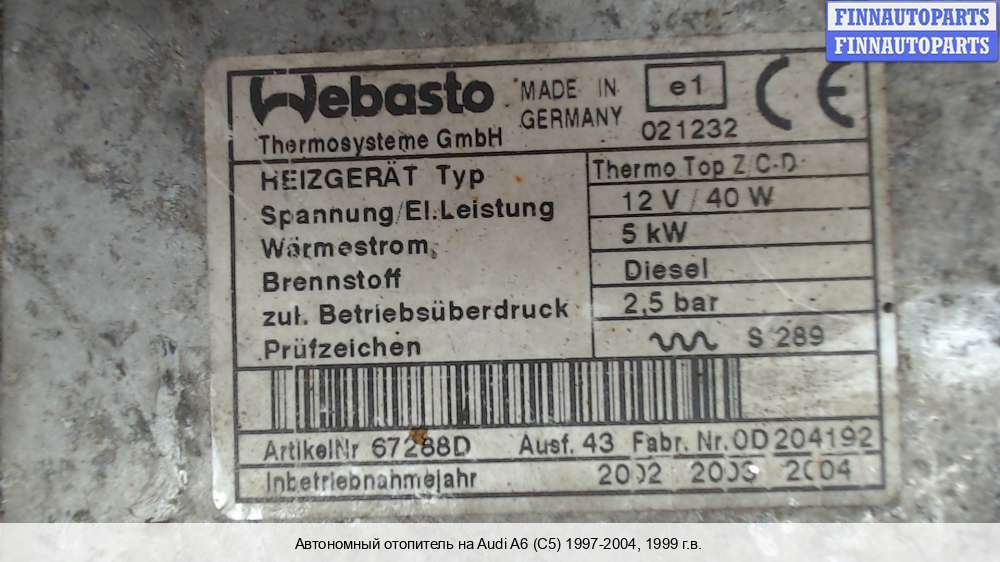 FINNAUTOPARTS
FINNAUTOPARTS
Webasto
Thermosysteme GmbH
MADE IN
GERMANY
e1
021232
CE
HEIZGERÄT Typ Thermo Top Z/C-D
Spannung/El.Leistung 12 V / 40 W
Wärmestrom 5 kW
Brennstoff Diesel
zul. Betriebsüberdruck 2,5 bar
Prüfzeichen S 289
ArtikelNr 67288D Ausf. 43 Fabr. Nr. 0D204192
Inbetriebnahmejahr 2002 2003 2004
Автономный отопитель на Audi A6 (C5) 1997-2004, 1999 г.в.